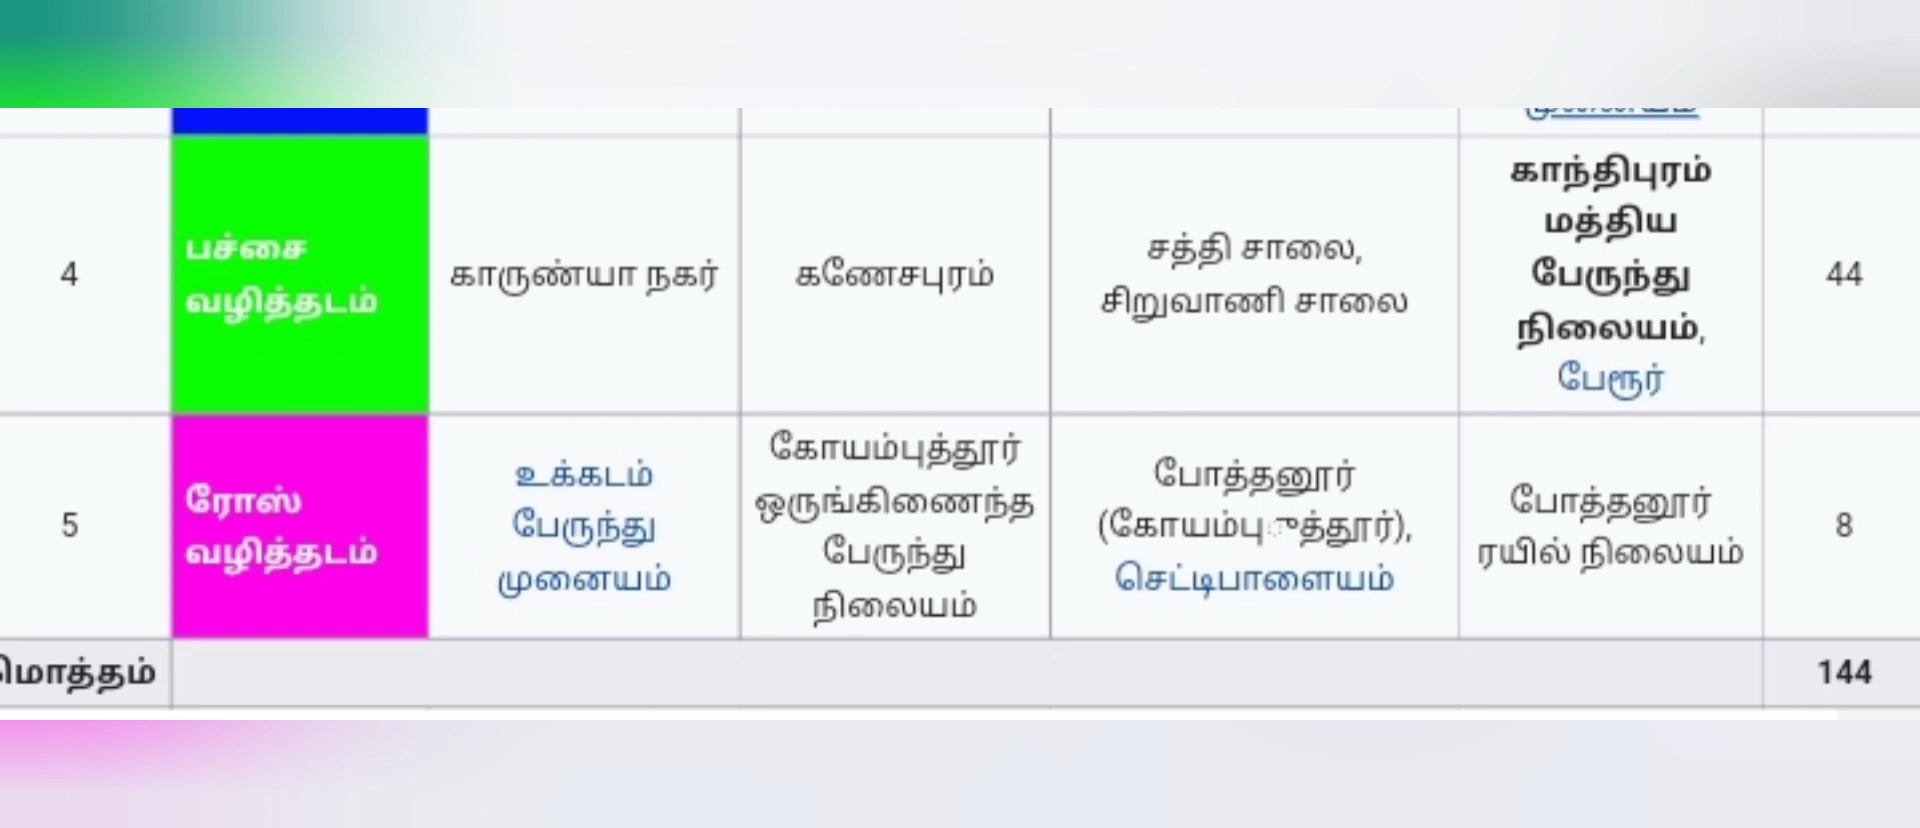 4
பச்சை
வழித்தடம்
காருண்யா நகர்
கணேசபுரம்
சத்தி சாலை,
சிறுவாணி சாலை
காந்திபுரம்
மத்திய
பேருந்து
நிலையம்,
பேரூர்
44
5
ரோஸ்
வழித்தடம்
உக்கடம்
பேருந்து
முனையம்
கோயம்புத்தூர்
ஒருங்கிணைந்த
பேருந்து
நிலையம்
போத்தனூர்
(கோயம்புுத்தூர்),
செட்டிபாளையம்
போத்தனூர்
ரயில் நிலையம்
8
மொத்தம்
144